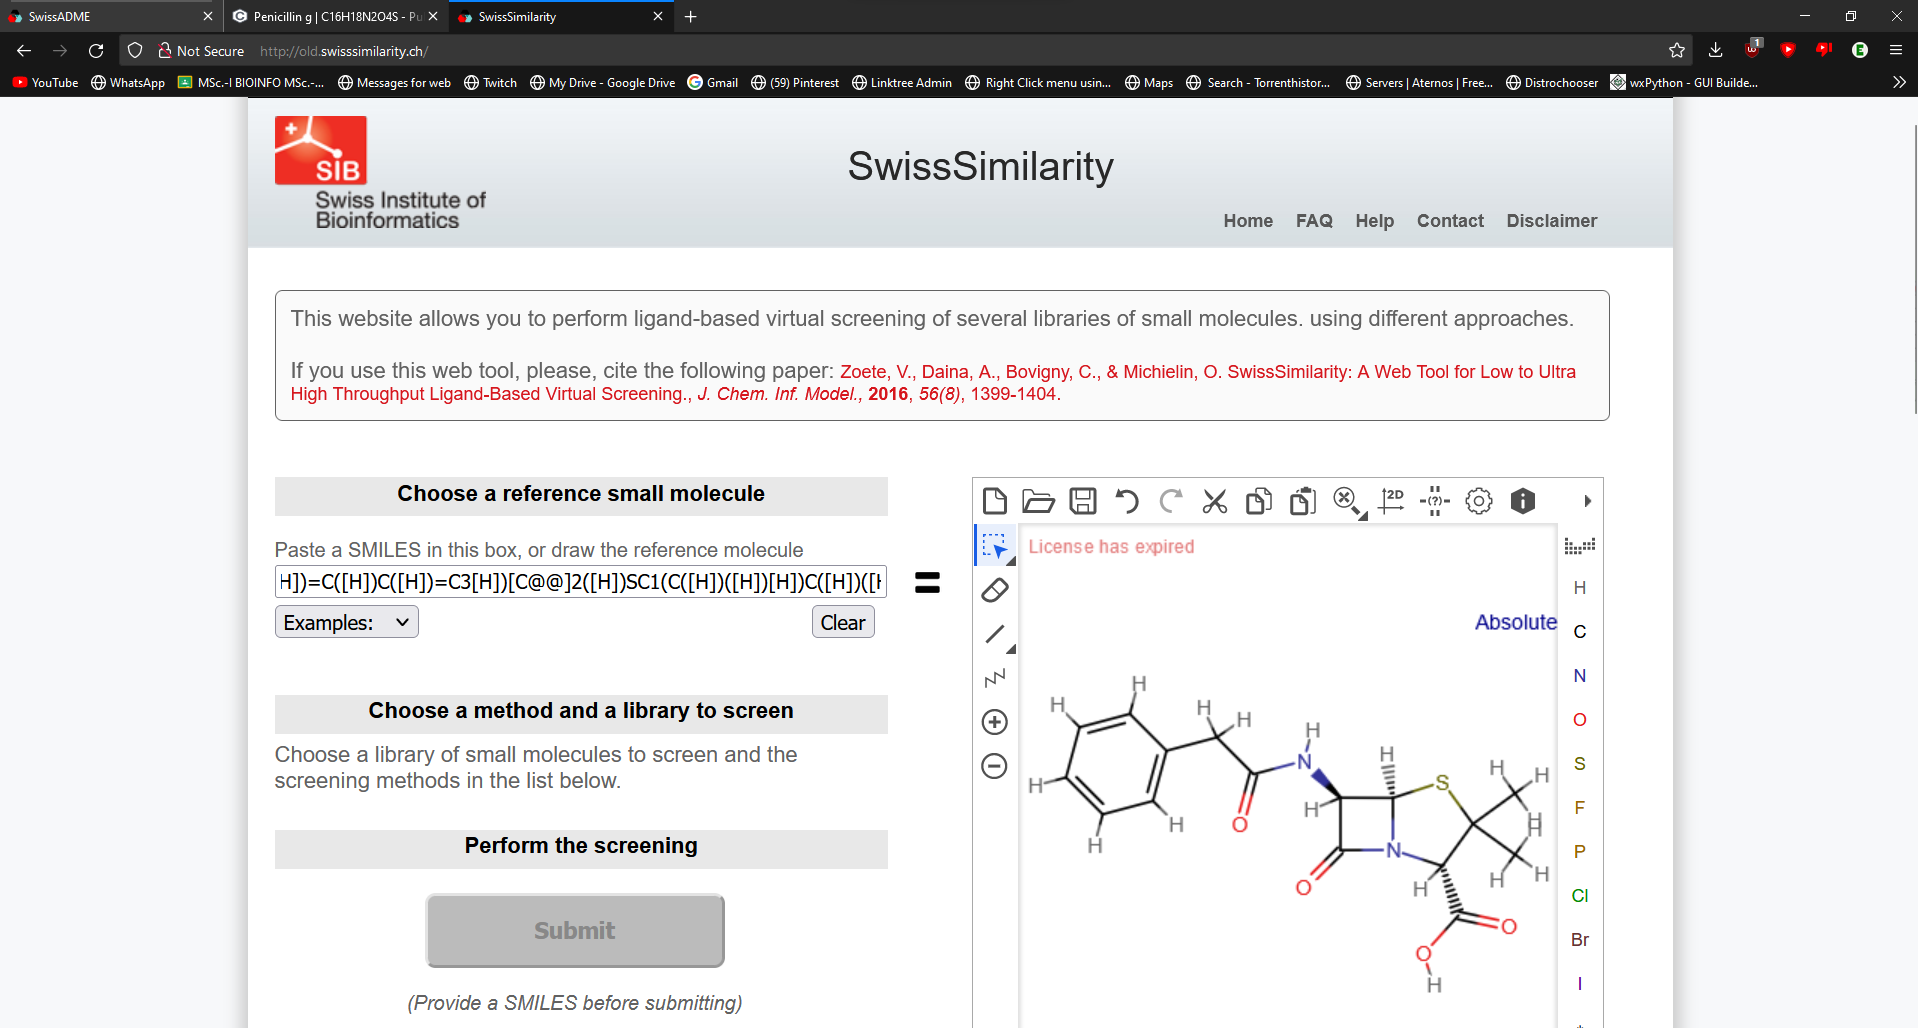 SwissADME
Penicillin g | C16H18N2O4S - Pu
SwissSimilarity
Not Secure http://old.swisssimilarity.ch/
1
YouTube WhatsApp MSc.-I BIOINFO MSc.-... Messages for web Twitch My Drive - Google Drive Gmail (59) Pinterest Linktree Admin Right Click menu usin... Maps Search - Torrenthistor... Servers | Aternos | Free... Distrochooser wxPython - GUI Builde...
SIB
Swiss Institute of
Bioinformatics
SwissSimilarity
Home FAQ Help Contact Disclaimer
This website allows you to perform ligand-based virtual screening of several libraries of small molecules. using different approaches.
If you use this web tool, please, cite the following paper: Zoete, V., Daina, A., Bovigny, C., & Michielin, O. SwissSimilarity: A Web Tool for Low to Ultra
High Throughput Ligand-Based Virtual Screening., J. Chem. Inf. Model., 2016, 56(8), 1399-1404.
Choose a reference small molecule
Paste a SMILES in this box, or draw the reference molecule
H])=C([H])C([H])=C3[H])[C@@]2([H])SC1(C([H])([H])[H])C([H])([H
Examples:
Clear
=
Choose a method and a library to screen
Choose a library of small molecules to screen and the
screening methods in the list below.
Perform the screening
Submit
(Provide a SMILES before submitting)
2D
(?)
License has expired
Absolute
H
H
H
H
H
N
H
H
S
H
H
H
H
H
O
H
H
O
N
H
H
H
H
O
O
H
H
C
N
O
S
F
P
Cl
Br
I